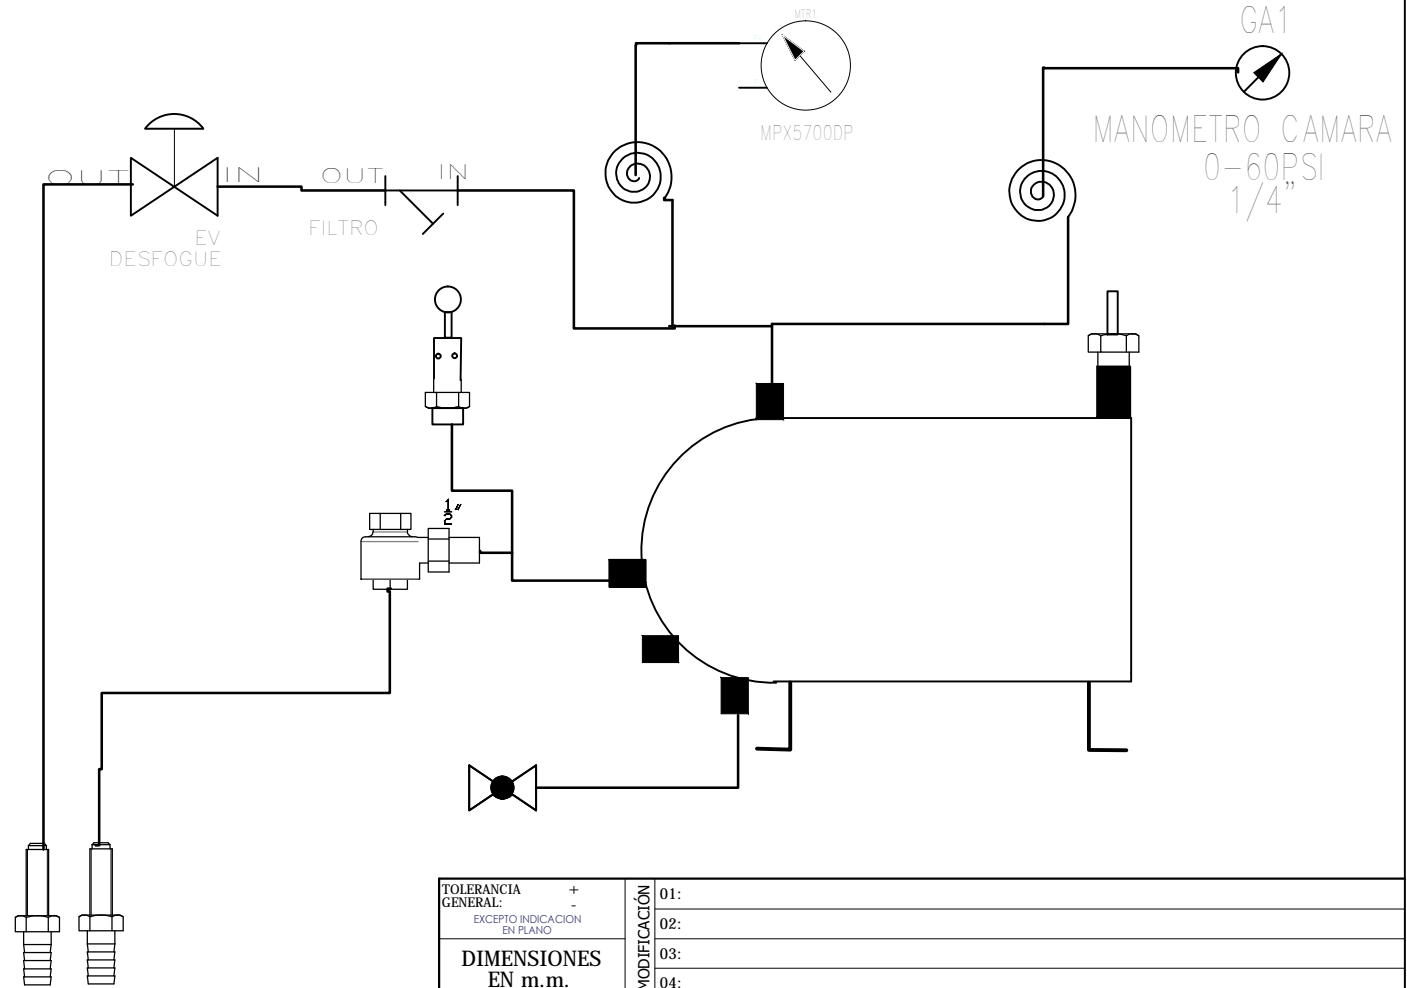 MTR1
GA1
MPX5700DP
MANOMETRO CAMARA
0-60PSI
1/4"
OUT
IN
OUT
IN
FILTRO
EV
DESFOGUE
1/2"
TOLERANCIA +
GENERAL: -
EXCEPTO INDICACION
EN PLANO
DIMENSIONES
EN m.m.
MODIFICACIÓN
01:
02:
03:
04: